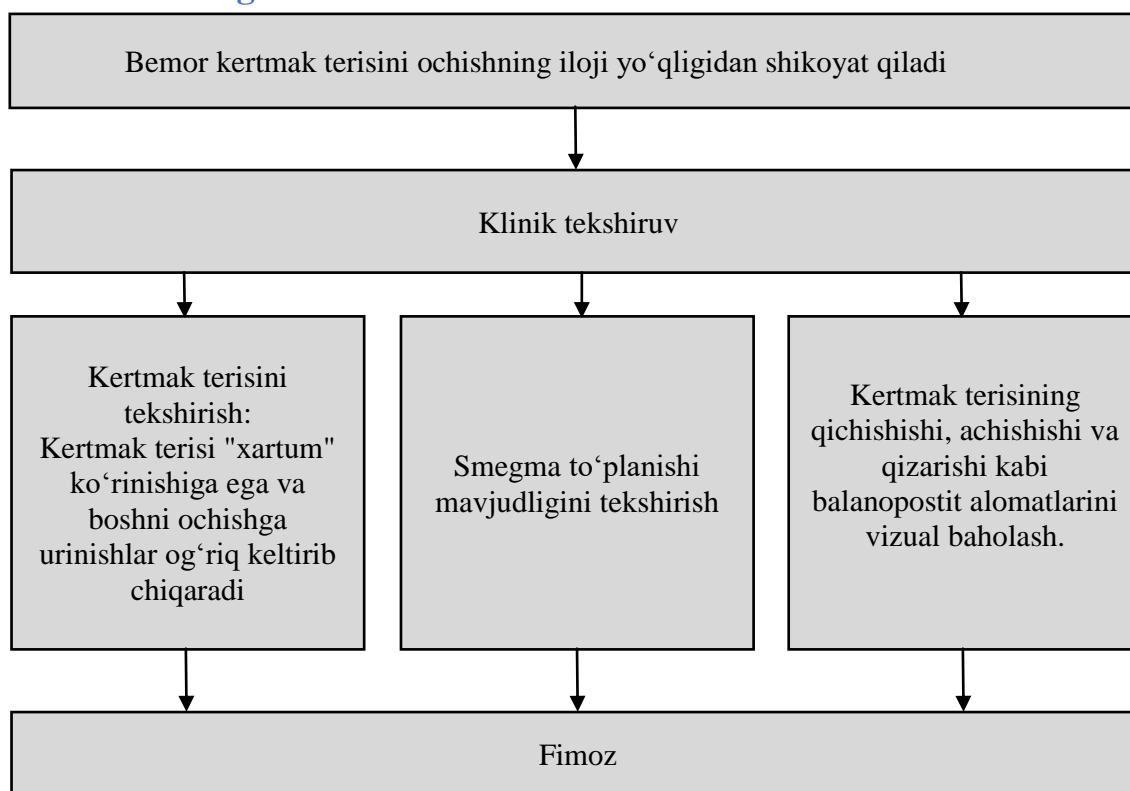 Bemor kertmak terisini ochishning iloji yo‘qligidan shikoyat qiladi
Klinik tekshiruv
Kertmak terisini
tekshirish:
Kertmak terisi "xartum"
ko‘rinishiga ega va
boshni ochishga
urinishlar og‘riq keltirib
chiqaradi
Smegma to‘planishi
mavjudligini tekshirish
Kertmak terisining
qichishishi, achishishi va
qizarishi kabi
balanopostit alomatlarini
vizual baholash.
Fimoz